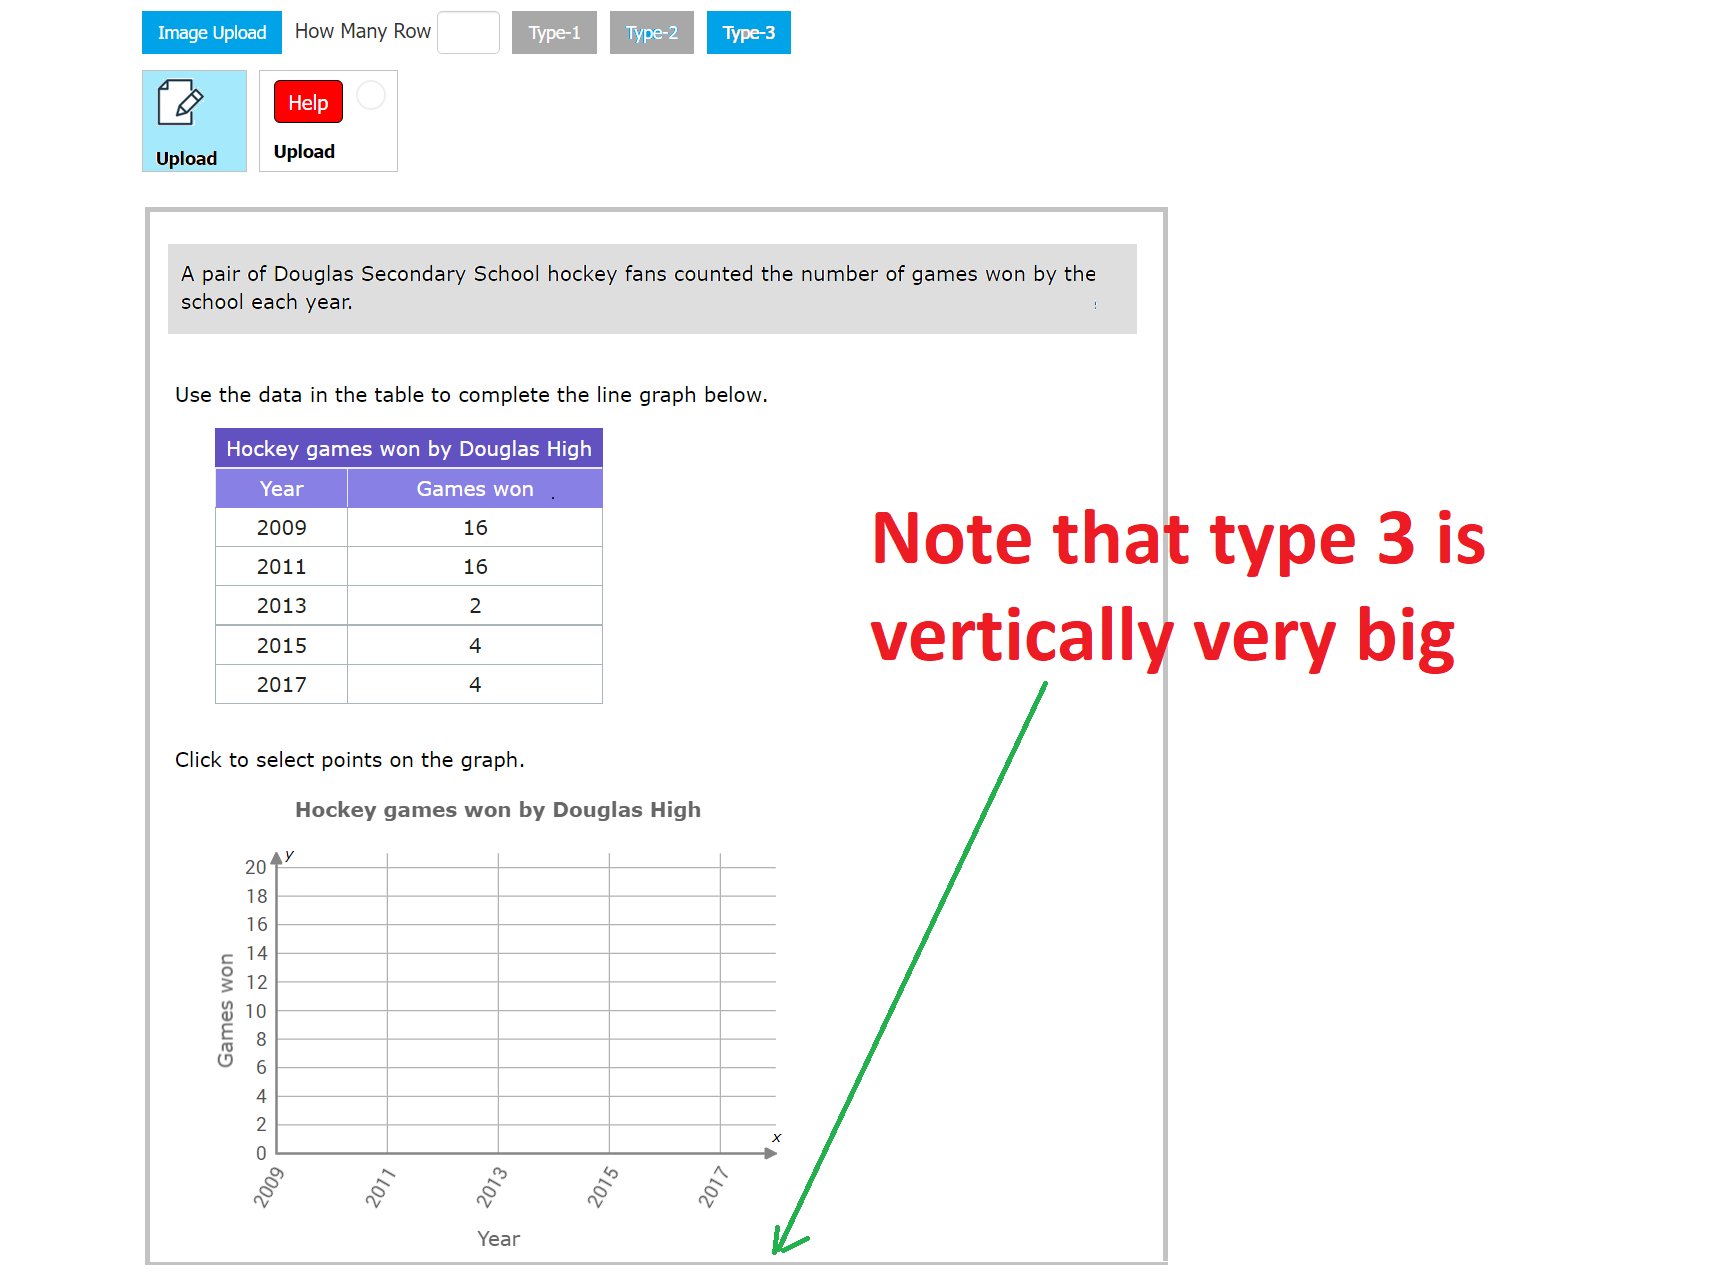 Image Upload How Many Row Type-1 Type-2 Type-3
Upload
Help
Upload
A pair of Douglas Secondary School hockey fans counted the number of games won by the
school each year.
Use the data in the table to complete the line graph below.
Hockey games won by Douglas High
Year Games won
2009 16
2011 16
2013 2
2015 4
2017 4
Note that type 3 is
vertically very big
Click to select points on the graph.
Hockey games won by Douglas High
y
20
18
16
14
12
10
8
6
4
2
0
Games won
x
2009 2011 2013 2015 2017
Year